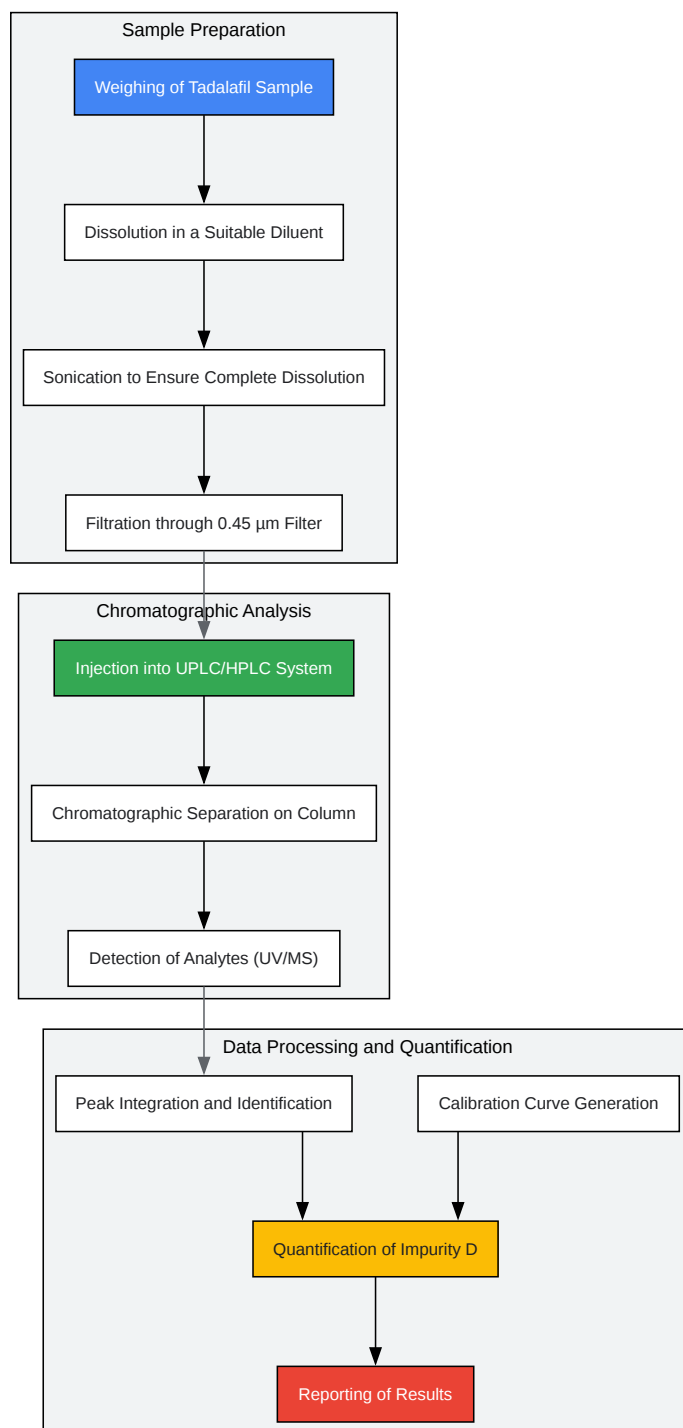 Sample Preparation
Weighing of Tadalafil Sample
Dissolution in a Suitable Diluent
Sonication to Ensure Complete Dissolution
Filtration through 0.45 µm Filter
Chromatographic Analysis
Injection into UPLC/HPLC System
Chromatographic Separation on Column
Detection of Analytes (UV/MS)
Data Processing and Quantification
Peak Integration and Identification
Calibration Curve Generation
Quantification of Impurity D
Reporting of Results